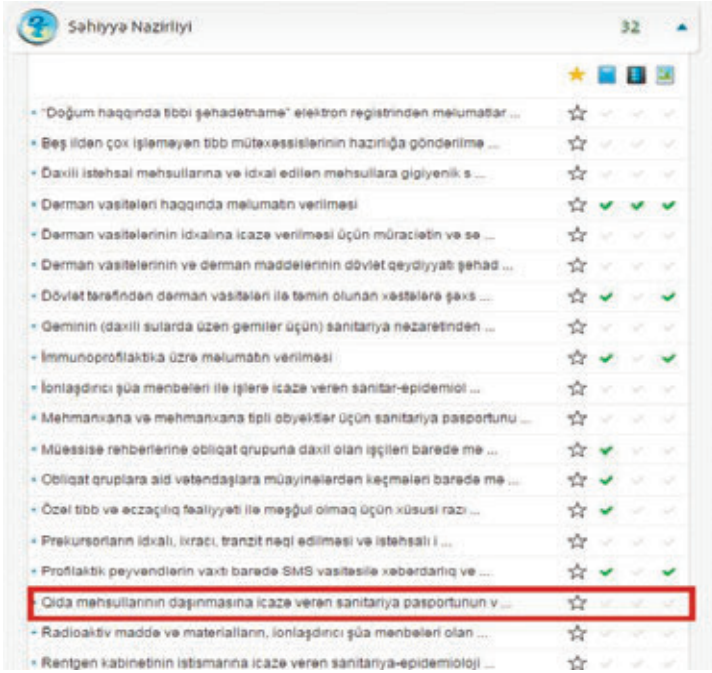 Səhiyyə Nazirliyi
32
"Doğum haqqında tibbi şəhadətnamə" elektron registrindən məlumatlar ...
Beş ildən çox işləməyən tibb mütəxəssislərinin hazırlığa göndərilmə ...
Daxili istehsal məhsullarına və idxal edilən məhsullara gigiyenik s ...
Dərman vasitələri haqqında məlumatın verilməsi
Dərman vasitələrinin idxalına icazə verilməsi üçün müraciətin və sə ...
Dərman vasitələrinin və dərman maddələrinin dövlət qeydiyyatı şəhad ...
Dövlət tərəfindən dərman vasitələri ilə təmin olunan xəstələrə şəxs ...
Gəminin (daxili sularda üzən gəmilər üçün) sanitariya nəzarətindən ...
İmmunoprofilaktika üzrə məlumatın verilməsi
İonlaşdırıcı şüa mənbələri ilə işlərə icazə verən sanitar-epidemiol ...
Mehmanxana və mehmanxana tipli obyektlər üçün sanitariya pasportunu ...
Müəssisə rəhbərlərinə obliqat qrupuna daxil olan işçiləri barədə mə ...
Obliqat qruplara aid vətəndaşlara müayinələrdən keçmələri barədə mə ...
Özəl tibb və əczaçılıq fəaliyyəti ilə məşğul olmaq üçün xüsusi razı ...
Prekursorların idxalı, ixracı, tranzit nəql edilməsi və istehsalı i ...
Profilaktik peyvəndlərin vaxtı barədə SMS vasitəsilə xəbərdarlıq və ....
Qida məhsullarının daşınmasına icazə verən sanitariya pasportunun v ...
Radioaktiv maddə və materialların, ionlaşdırıcı şüa mənbələri olan ...
Rentgen kabinetinin istismarına icazə verən sanitariya-epidemioloji ...